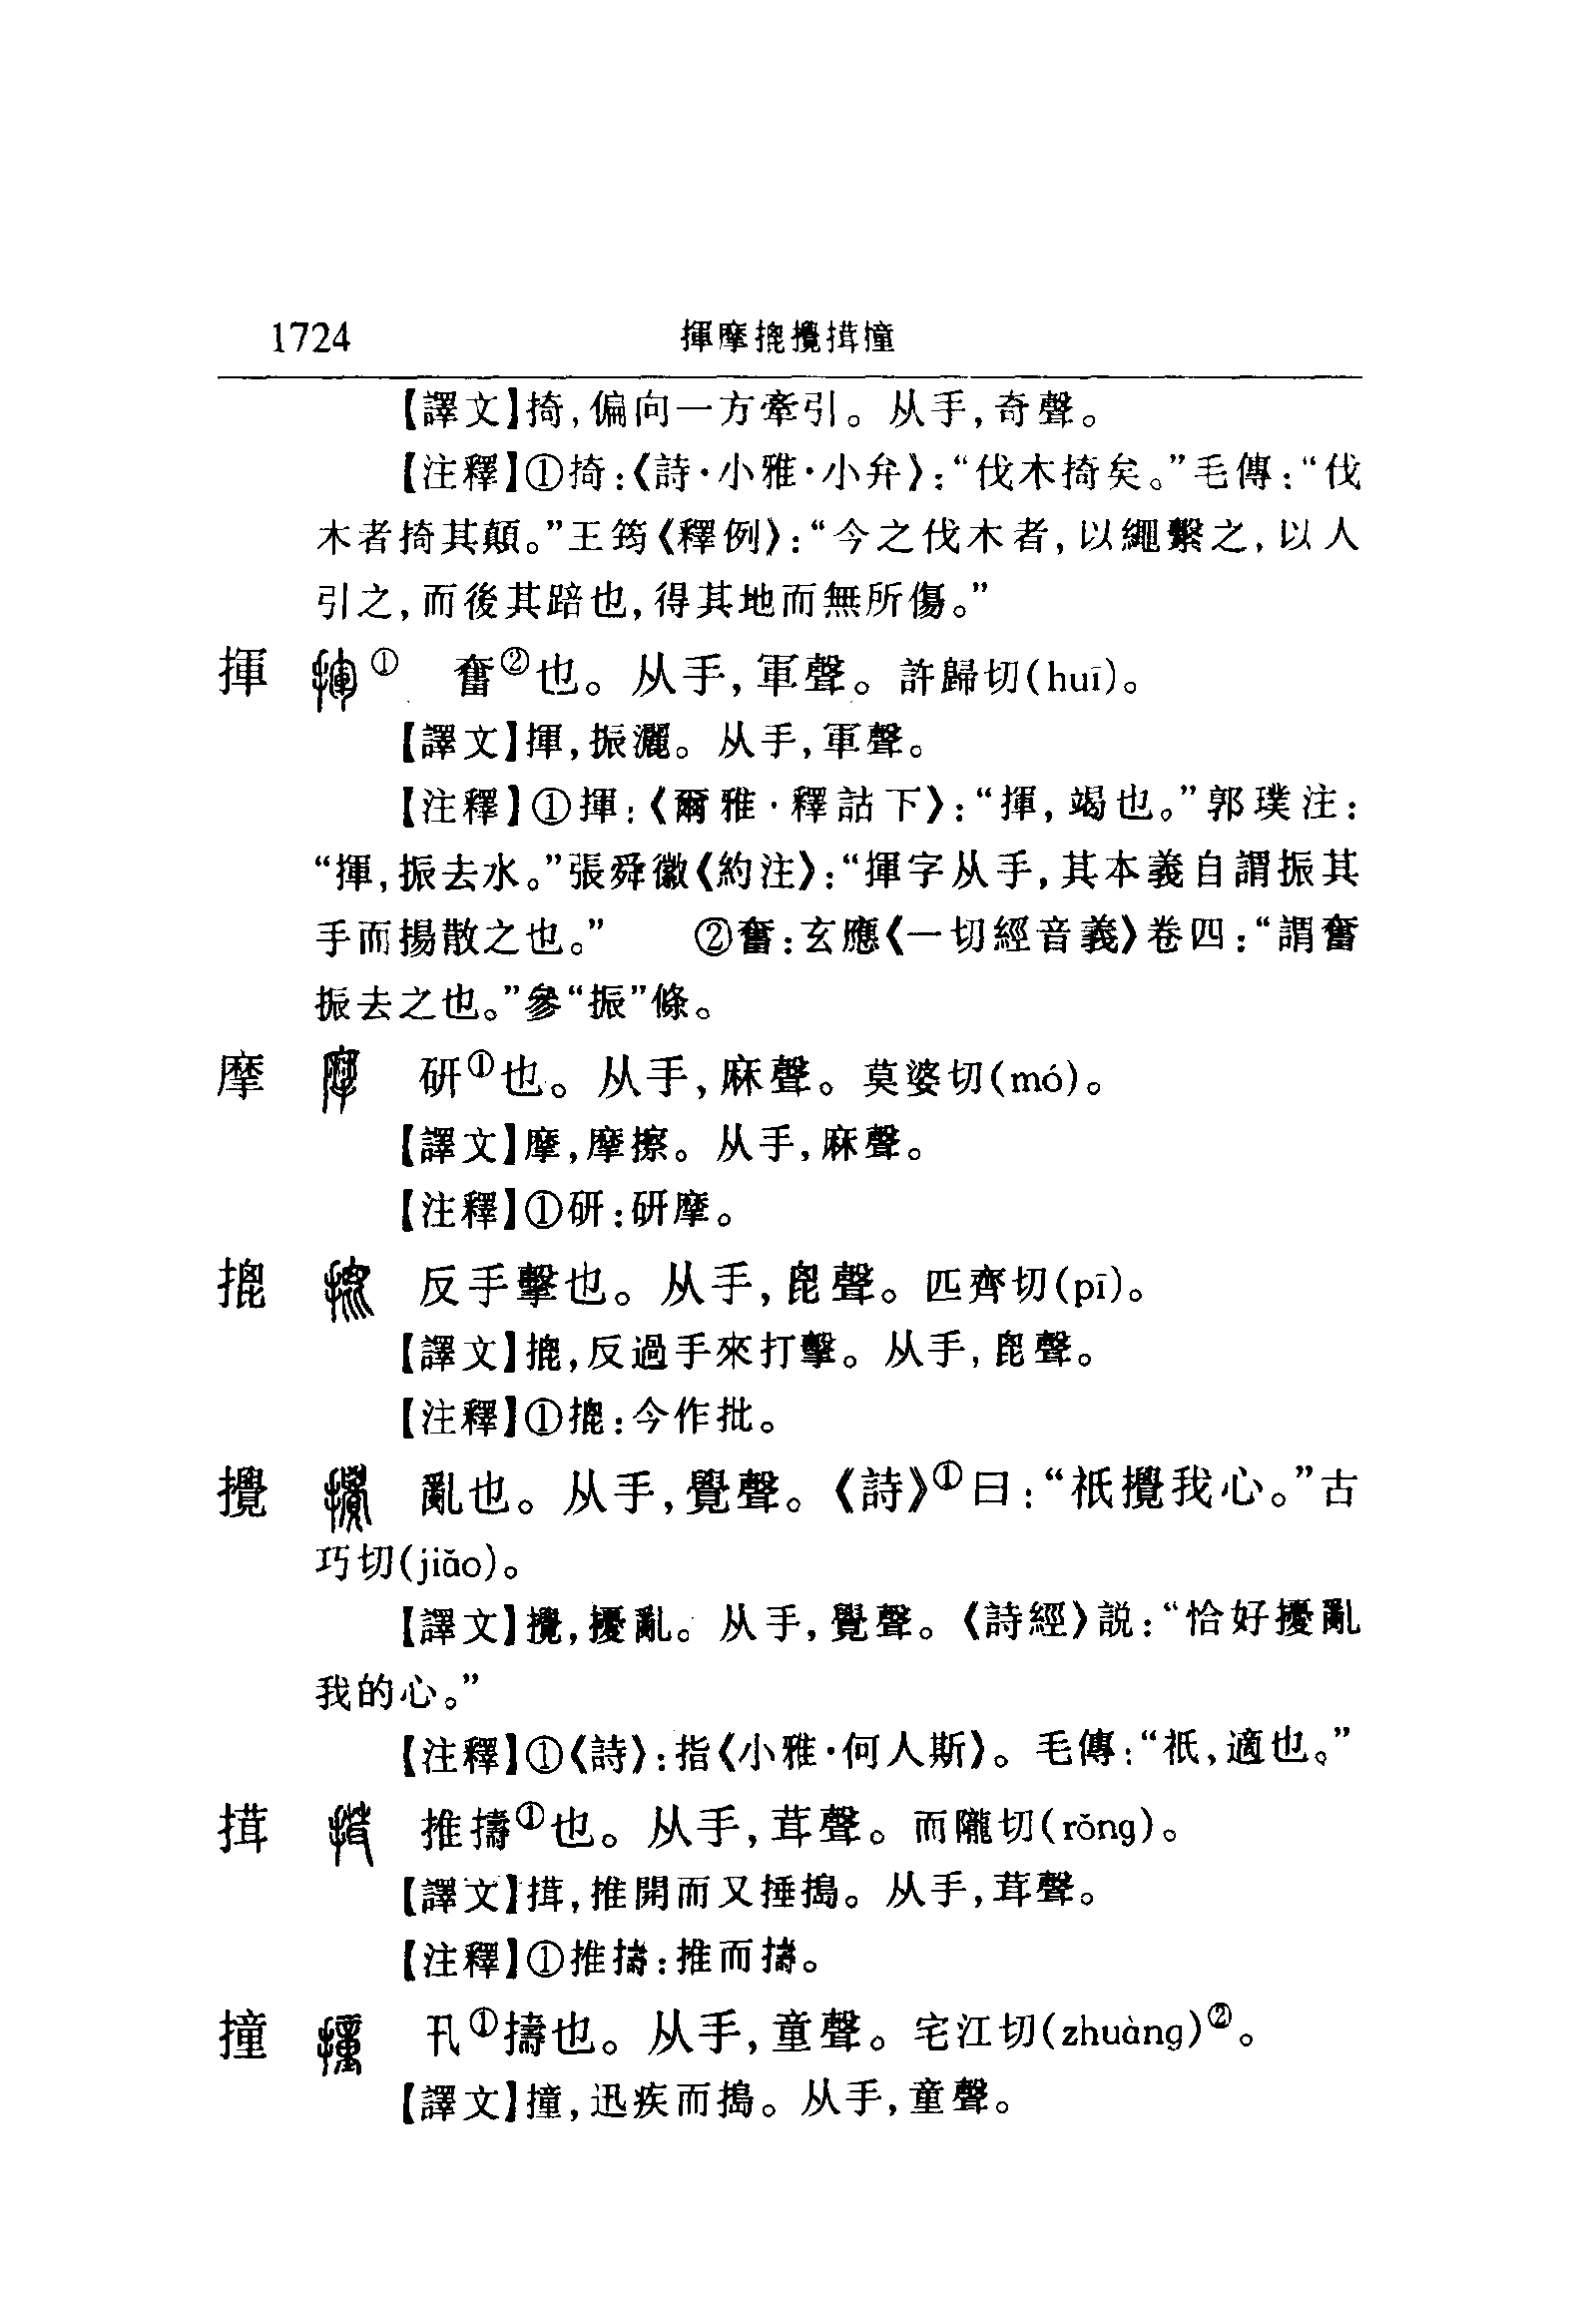 1724 揮摩㧙攪搑撞
【譯文】掎,偏向一方牽引。从手,奇聲。
【注釋】①掎:《詩·小雅·小弁》:“伐木掎矣。”毛傳:“伐
木者掎其顛。”王筠《釋例》:“今之伐木者,以繩繫之,以人
引之,而後其踣也,得其地而無所傷。”
揮 ① 奮②也。从手,軍聲。許歸切(huī)。
【譯文】揮,振灑。从手,軍聲。
【注釋】①揮:《爾雅·釋詁下》:“揮,竭也。”郭璞注:
“揮,振去水。”張舜徽《約注》:“揮字从手,其本義自謂振其
手而揚散之也。” ②奮:玄應《一切經音義》卷四:“謂奮
振去之也。”參“振”條。
摩 研①也。从手,麻聲。莫婆切(mó)。
【譯文】摩,摩擦。从手,麻聲。
【注釋】①研:研摩。
反手擊也。从手,聲。匹齊切(pī)。
【譯文】,反過手來打擊。从手,聲。
【注釋】①:今作批。
攪 亂也。从手,覺聲。《詩》①曰:“祇攪我心。”古
巧切(jiǎo)。
【譯文】攪,擾亂。从手,覺聲。《詩經》説:“恰好擾亂
我的心。”
【注釋】①《詩》:指《小雅·何人斯》。毛傳:“祇,適也。”
搑 推擣①也。从手,茸聲。而隴切(rǒng)。
【譯文】搑,推開而又捶搗。从手,茸聲。
【注釋】①推擣:推而擣。
撞 卂①擣也。从手,童聲。宅江切(zhuàng)②。
【譯文】撞,迅疾而搗。从手,童聲。